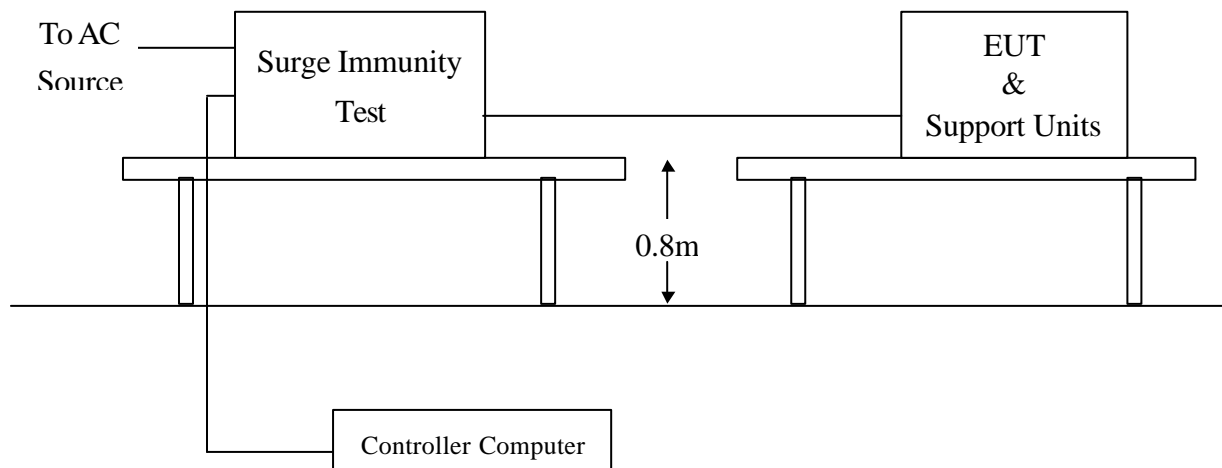 To AC
Source
Surge Immunity
Test
EUT
&
Support Units
0.8m
Controller Computer